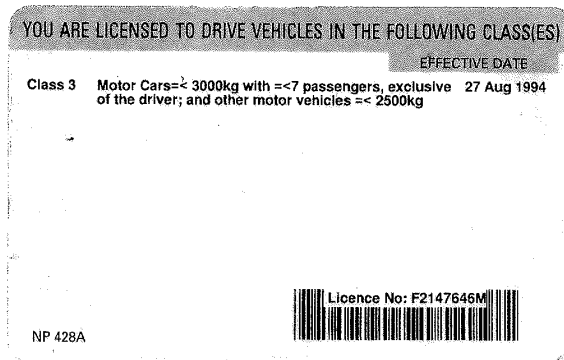 YOU ARE LICENSED TO DRIVE VEHICLES IN THE FOLLOWING CLASS(ES)
EFFECTIVE DATE
Class 3 Motor Cars=< 3000kg with =<7 passengers, exclusive 27 Aug 1994
of the driver; and other motor vehicles =< 2500kg
Licence No: F2147646M
NP 428A